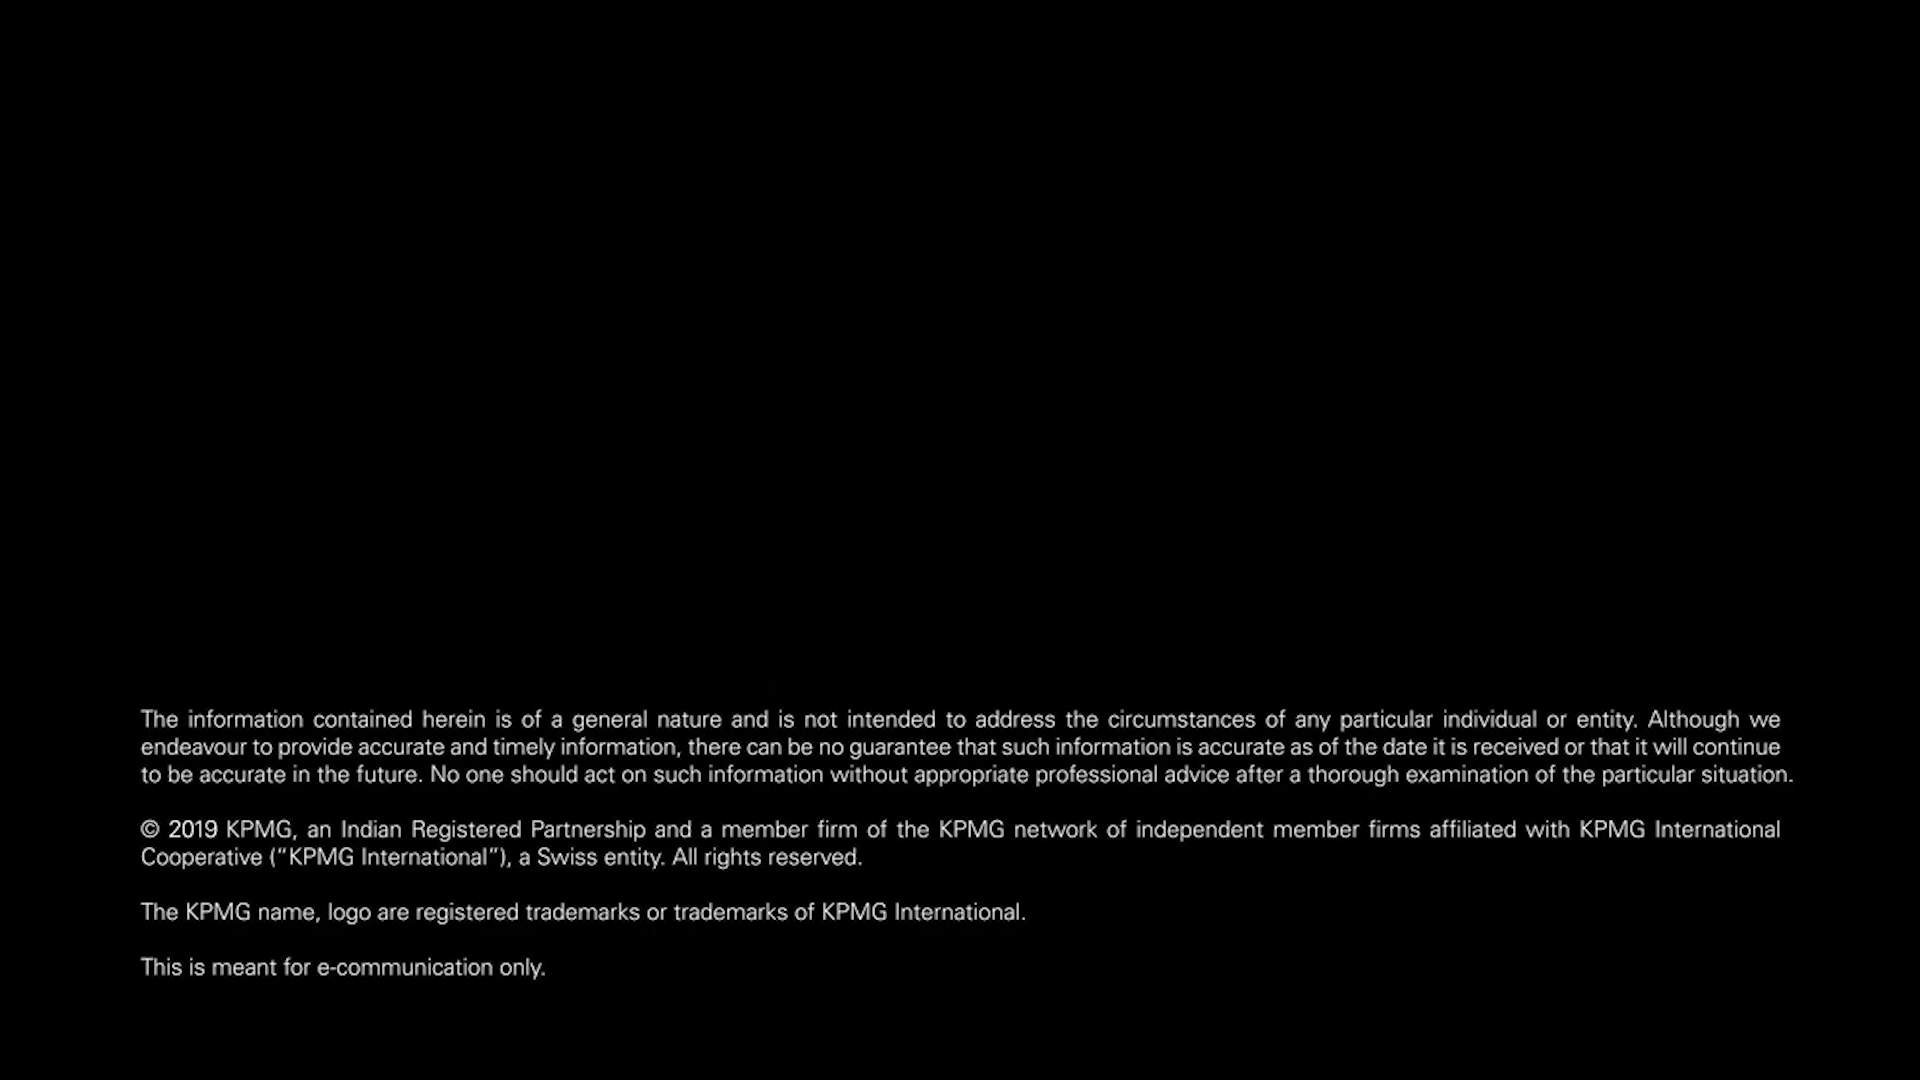 The information contained herein is of a general nature and is not intended to address the circumstances of any particular individual or entity. Although we
endeavour to provide accurate and timely information, there can be no guarantee that such information is accurate as of the date it is received or that it will continue
to be accurate in the future. No one should act on such information without appropriate professional advice after a thorough examination of the particular situation.
© 2019 KPMG, an Indian Registered Partnership and a member firm of the KPMG network of independent member firms affiliated with KPMG International
Cooperative (“KPMG International”), a Swiss entity. All rights reserved.
The KPMG name, logo are registered trademarks or trademarks of KPMG International.
This is meant for e-communication only.